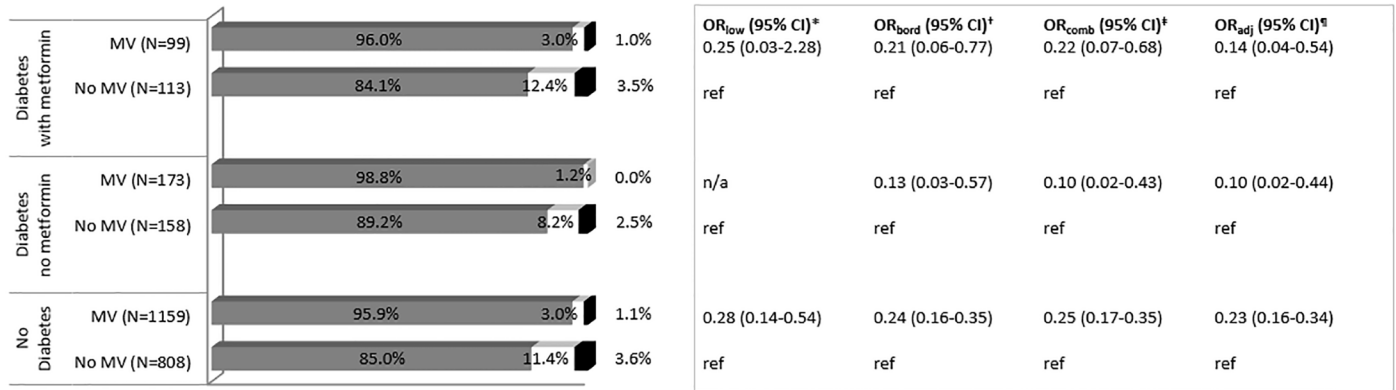 ORlow (95% CI)* ORbord (95% CI)† ORcomb (95% CI)‡ ORadj (95% CI)¶
Diabetes
with metformin
MV (N=99) 96.0% 3.0% 1.0% 0.25 (0.03-2.28) 0.21 (0.06-0.77) 0.22 (0.07-0.68) 0.14 (0.04-0.54)
No MV (N=113) 84.1% 12.4% 3.5% ref ref ref ref
Diabetes
no metformin
MV (N=173) 98.8% 1.2% 0.0% n/a 0.13 (0.03-0.57) 0.10 (0.02-0.43) 0.10 (0.02-0.44)
No MV (N=158) 89.2% 8.2% 2.5% ref ref ref ref
No
Diabetes
MV (N=1159) 95.9% 3.0% 1.1% 0.28 (0.14-0.54) 0.24 (0.16-0.35) 0.25 (0.17-0.35) 0.23 (0.16-0.34)
No MV (N=808) 85.0% 11.4% 3.6% ref ref ref ref